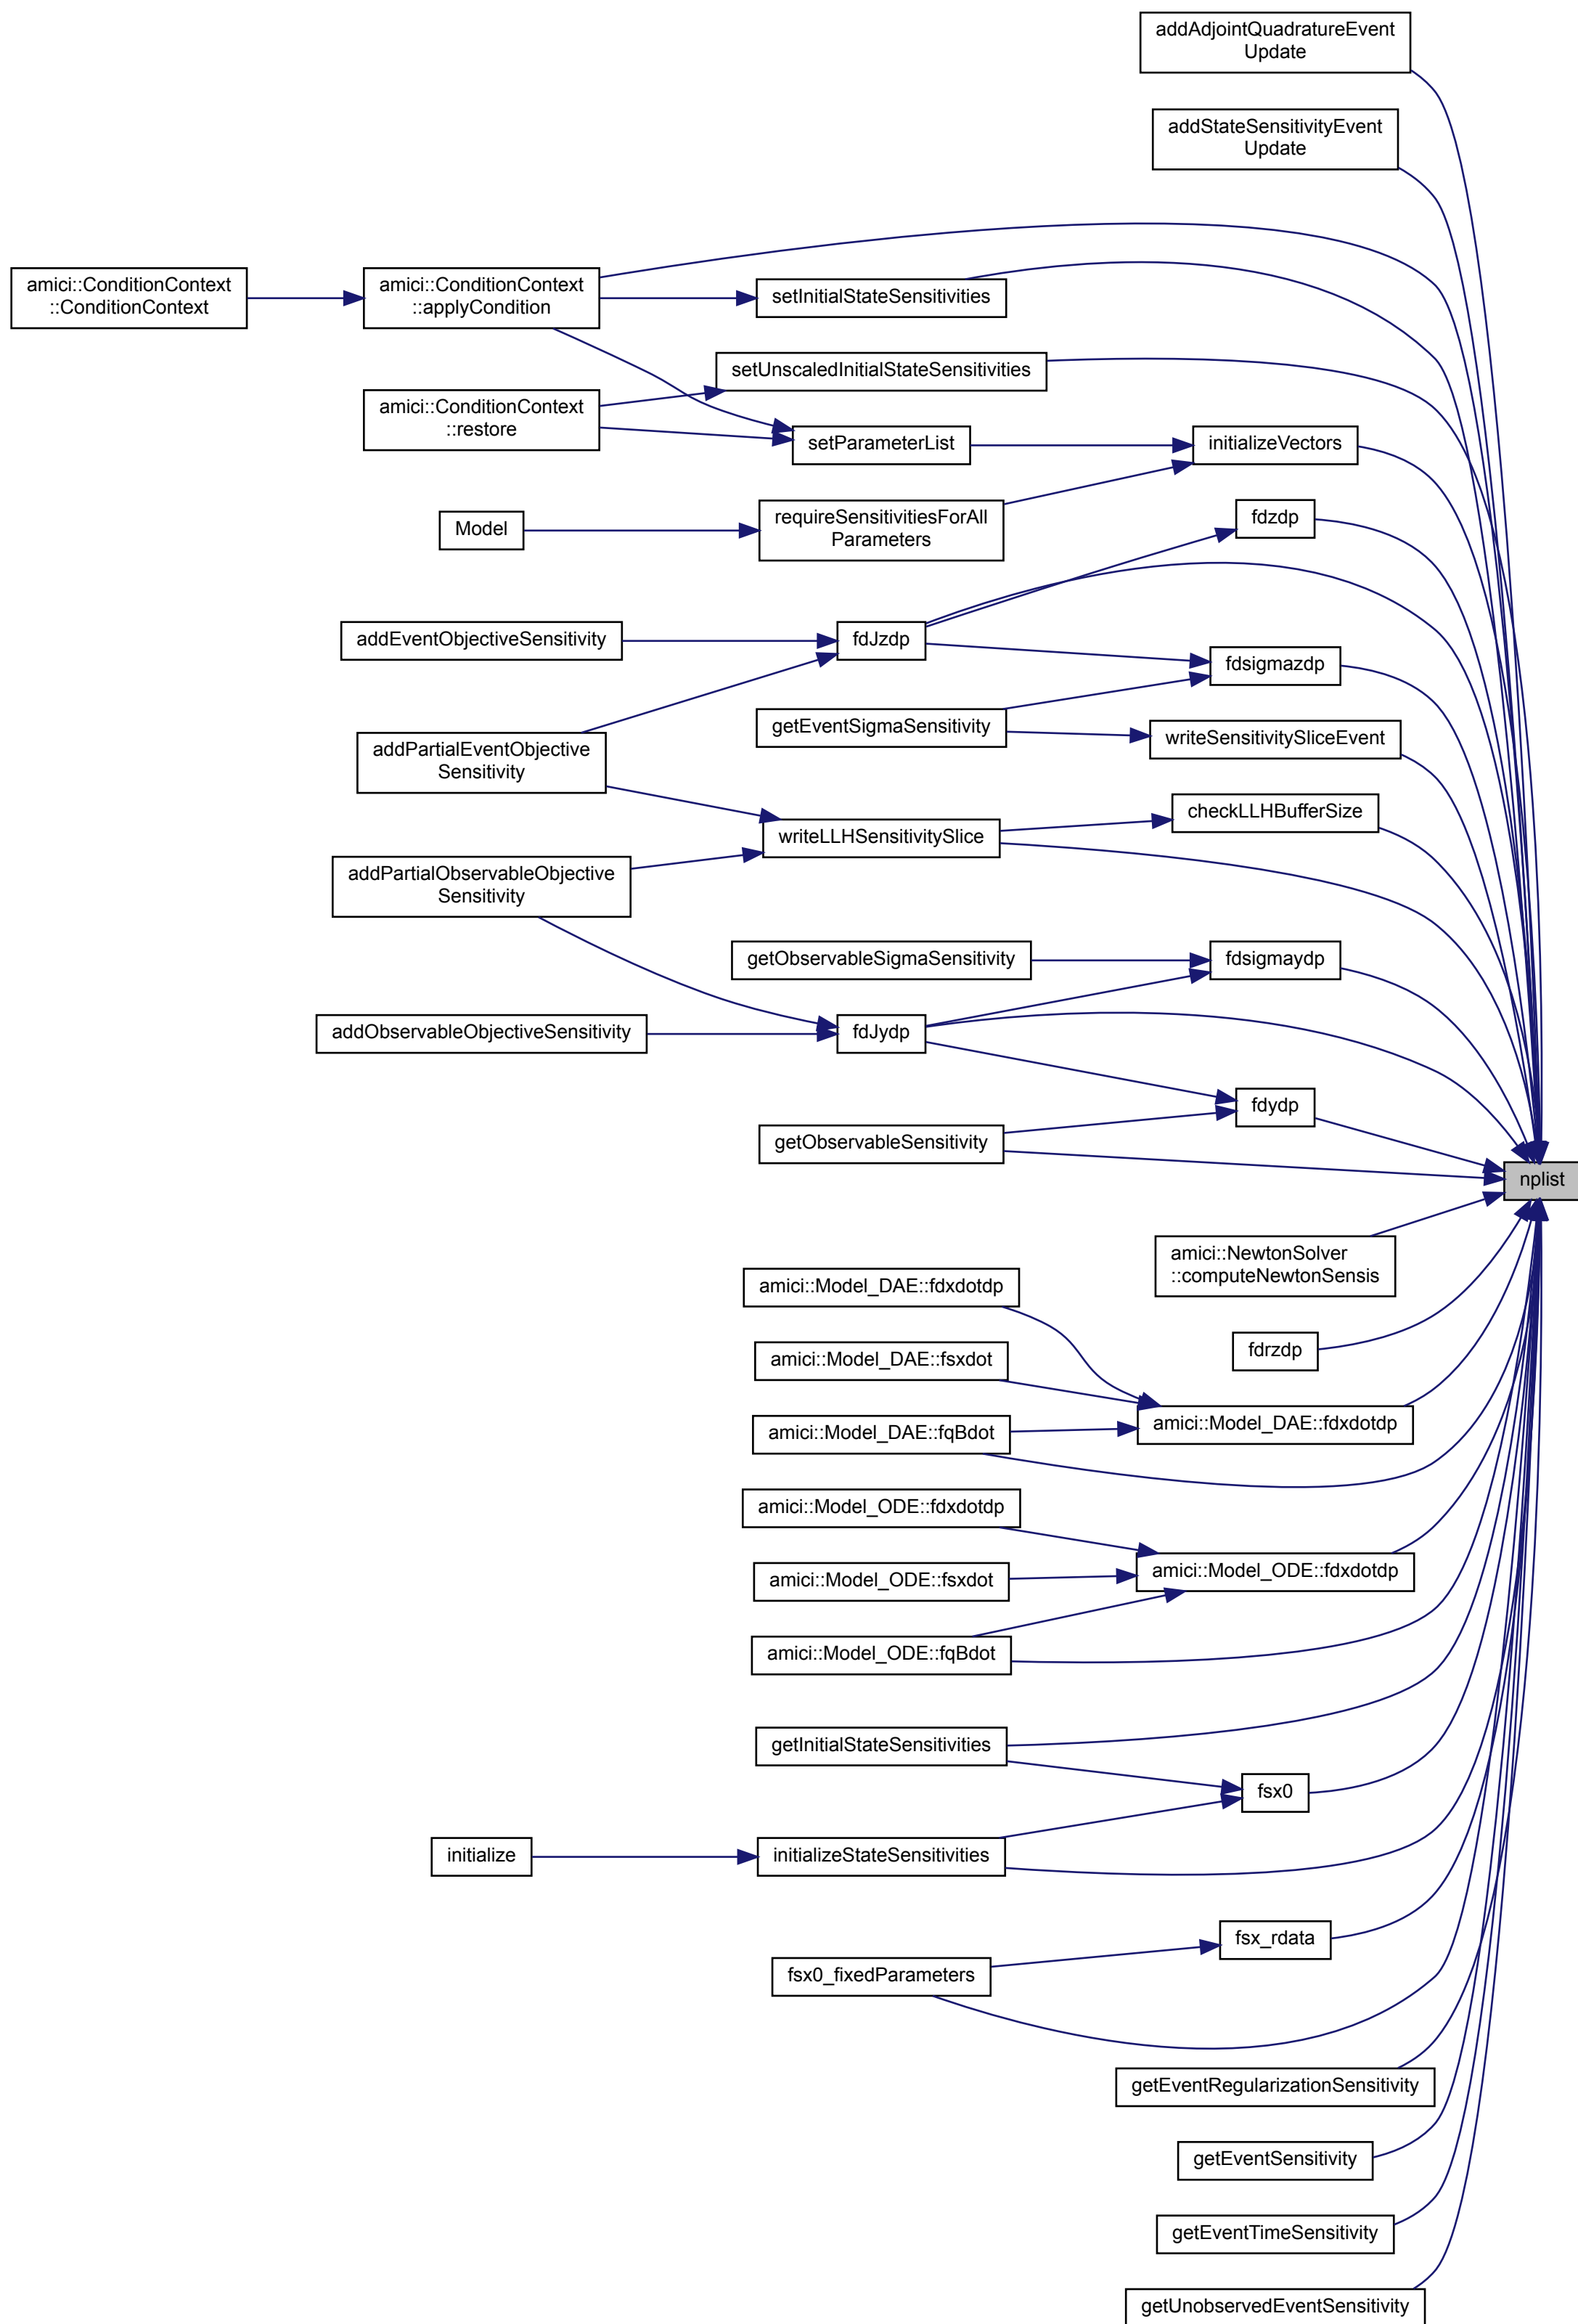 addAdjointQuadratureEvent
Update
addStateSensitivityEvent
Update
amici::ConditionContext
::ConditionContext
amici::ConditionContext
::applyCondition
setInitialStateSensitivities
setUnscaledInitialStateSensitivities
amici::ConditionContext
::restore
setParameterList
initializeVectors
Model
requireSensitivitiesForAll
Parameters
fdzdp
addEventObjectiveSensitivity
fdJzdp
fdsigmazdp
getEventSigmaSensitivity
writeSensitivitySliceEvent
addPartialEventObjective
Sensitivity
checkLLHBufferSize
writeLLHSensitivitySlice
addPartialObservableObjective
Sensitivity
getObservableSigmaSensitivity
fdsigmaydp
addObservableObjectiveSensitivity
fdJydp
fdydp
getObservableSensitivity
nplist
amici::NewtonSolver
::computeNewtonSensis
amici::Model_DAE::fdxdotdp
fdrzdp
amici::Model_DAE::fsxdot
amici::Model_DAE::fdxdotdp
amici::Model_DAE::fqBdot
amici::Model_ODE::fdxdotdp
amici::Model_ODE::fdxdotdp
amici::Model_ODE::fsxdot
amici::Model_ODE::fqBdot
getInitialStateSensitivities
fsx0
initialize
initializeStateSensitivities
fsx_rdata
fsx0_fixedParameters
getEventRegularizationSensitivity
getEventSensitivity
getEventTimeSensitivity
getUnobservedEventSensitivity